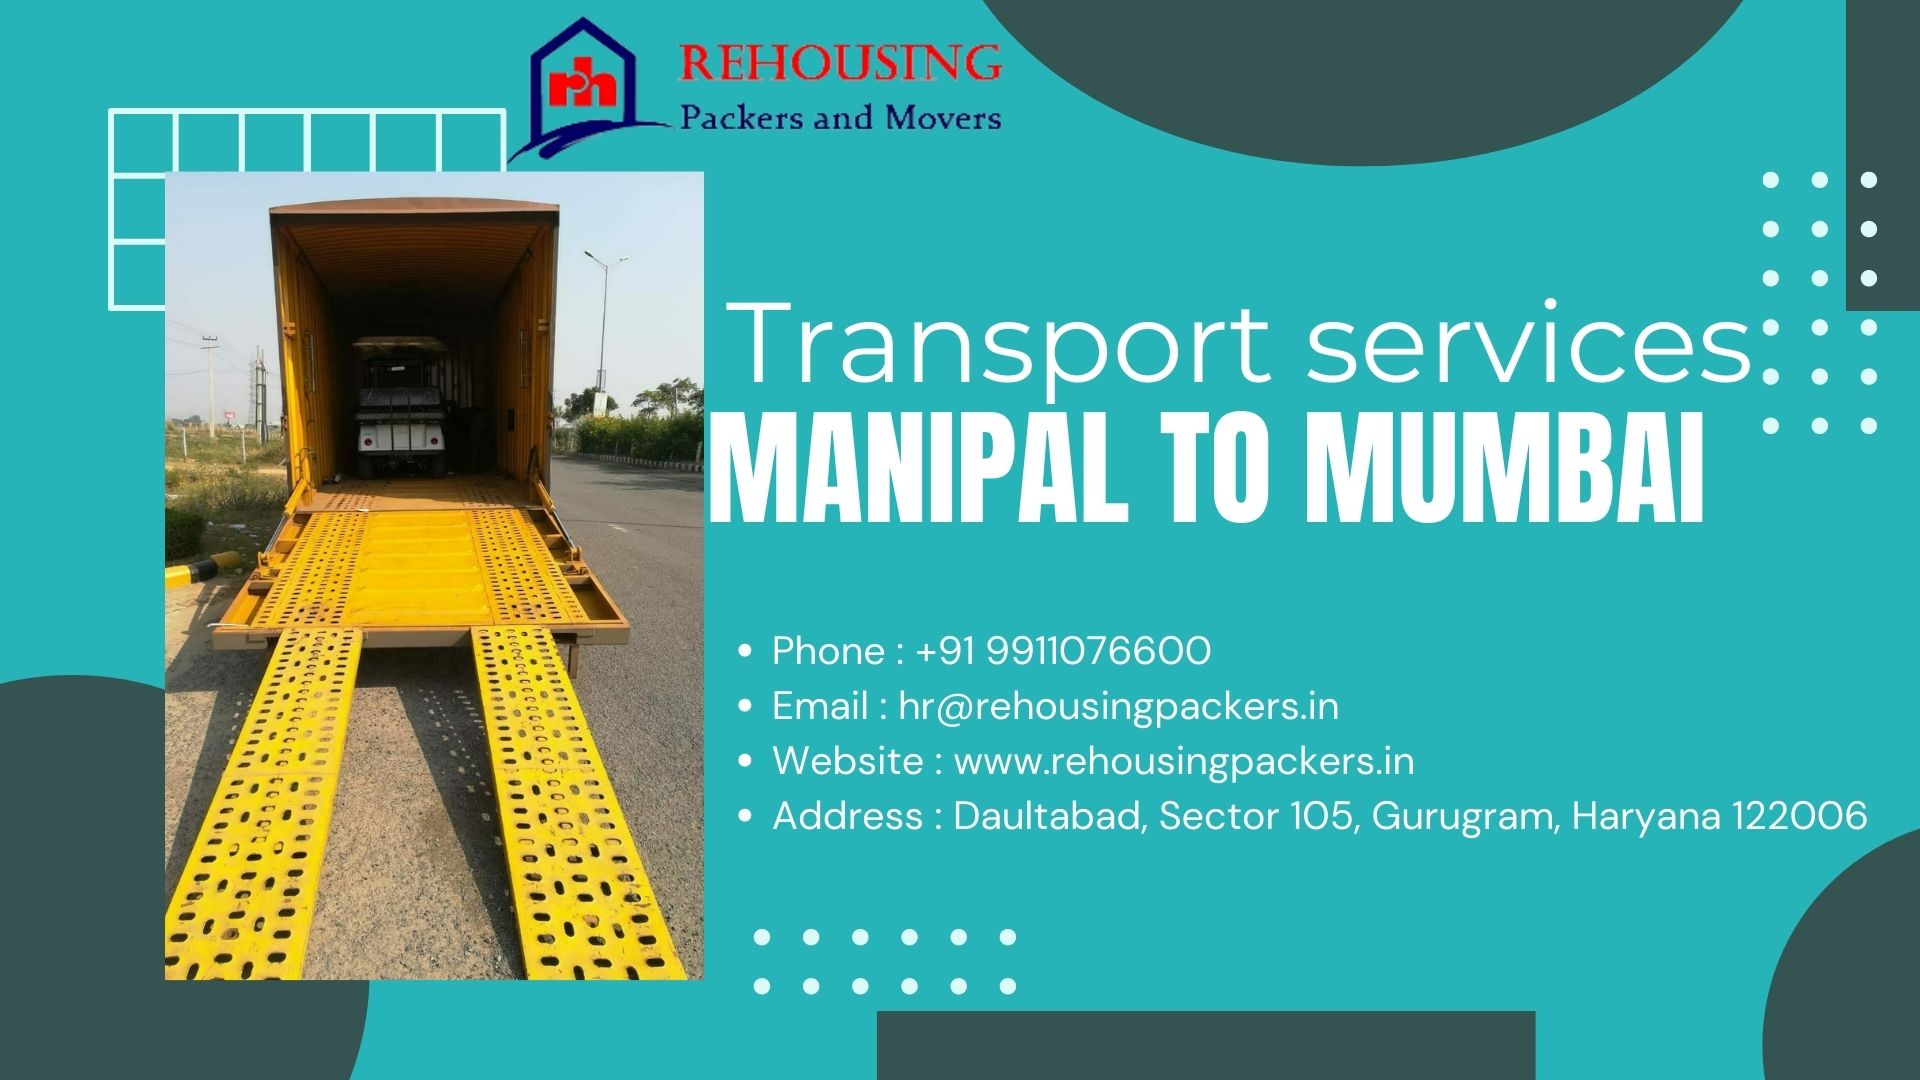 REHOUSING
Packers and Movers
Transport services
MANIPAL TO MUMBAI
• Phone : +91 9911076600
• Email : hr@rehousingpackers.in
• Website : www.rehousingpackers.in
• Address : Daultabad, Sector 105, Gurugram, Haryana 122006